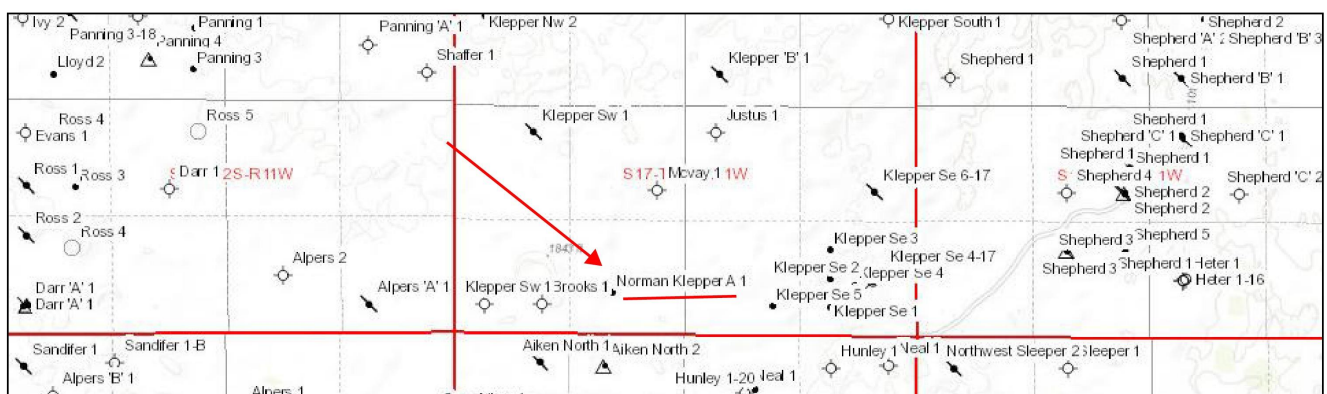 Ivy 2
Panning 1
Panning 'A' 1
Klepper Nw 2
Klepper South 1
Shepherd 2
Panning 3-18
Panning 4
Shepherd 'A' 2
Shepherd 'B' 3
Lloyd 2
Panning 3
Shaffer 1
Klepper 'B' 1
Shepherd 1
Shepherd 1
Shepherd 'B' 1
Ross 4
Ross 5
Klepper Sw 1
Justus 1
Shepherd 1
Evans 1
Shepherd 'C' 1
Shepherd 'C' 1
Shepherd 1
Shepherd 1
Ross 1
Ross 3
Darr 1
2S-R11W
S17-T
Mcvay 1
1W
Klepper Se 6-17
S
Shepherd 4
1W
Shepherd 'C' 2
Shepherd 2
Shepherd 2
Ross 2
Ross 4
Klepper Se 3
Shepherd 3
Shepherd 5
1843
Alpers 2
Klepper Se 4-17
Klepper Se 2
Klepper Se 4
Shepherd 3
Shepherd 1
Heter 1
Darr 'A' 1
Darr 'A' 1
Alpers 'A' 1
Klepper Sw 1
Brooks 1
Norman Klepper A 1
Klepper Se 5
Klepper Se 1
Heter 1-16
Sandifer 1
Sandifer 1-B
Aiken North 1
Aiken North 2
Hunley 1
Neal 1
Northwest Sleeper 2
Sleeper 1
Alpers 'B' 1
Alpers 1
Hunley 1-20
Neal 1